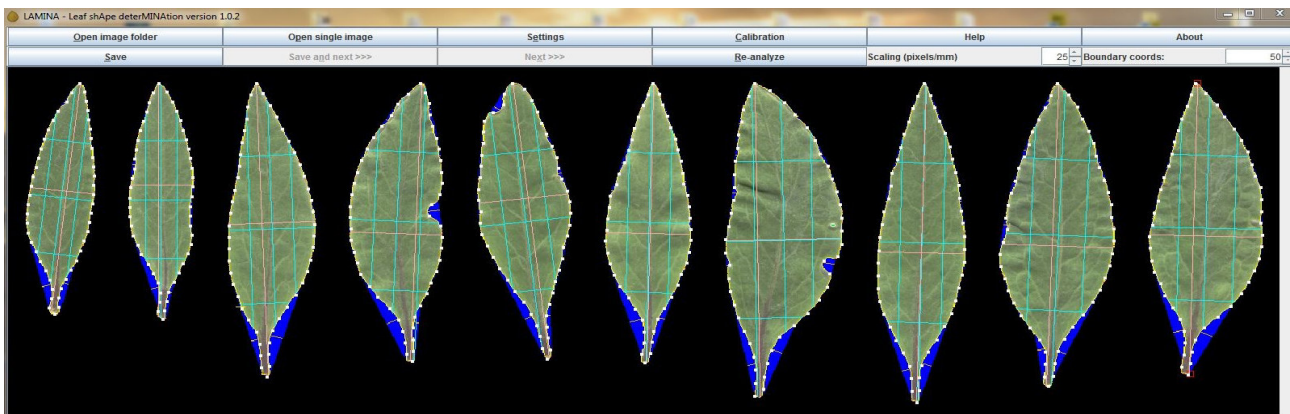 LAMINA - Leaf shApe deterMINAtion version 1.0.2
Open image folder Open single image Settings Calibration Help About
Save Save and next >>> Next >>> Re-analyze Scaling (pixels/mm) 25 Boundary coords: 50